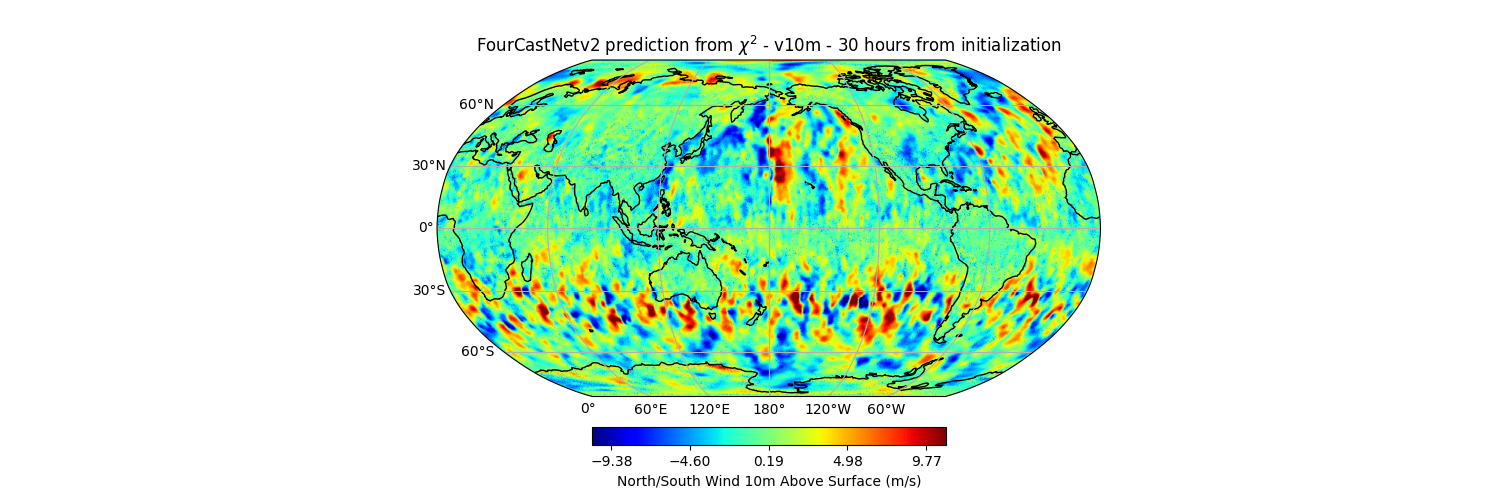 FourCastNetv2 prediction from χ² - v10m - 30 hours from initialization
60°N
30°N
0°
30°S
60°S
0° 60°E 120°E 180° 120°W 60°W
−9.38 −4.60 0.19 4.98 9.77
North/South Wind 10m Above Surface (m/s)